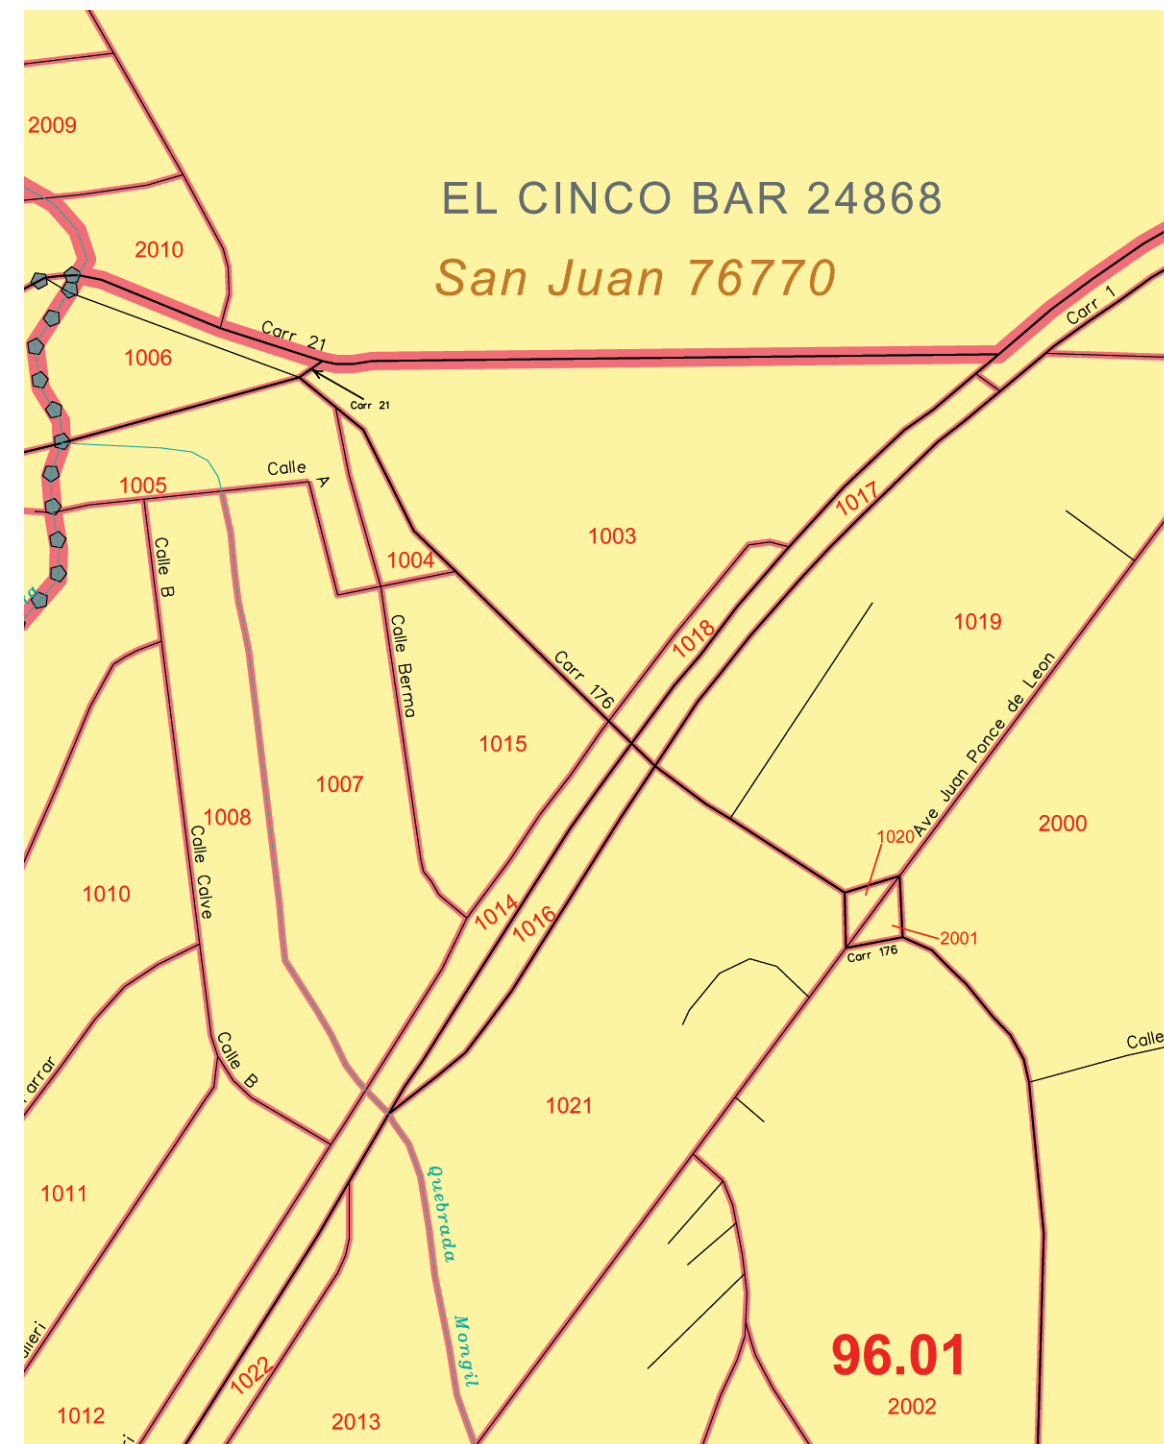 2009
EL CINCO BAR 24868
2010
San Juan 76770
Carr 1
Carr 21
1006
Carr 21
Calle A
1005
1017
1003
1004
Calle B
1019
1018
Calle Berma
Carr 176
Ave Juan Ponce de Leon
1015
1007
1008
2000
1020
Calle Calve
1010
1014
1016
2001
Carr 176
Calle
Calle B
1021
1011
Quebrada
Mongil
96.01
1022
2002
1012
2013